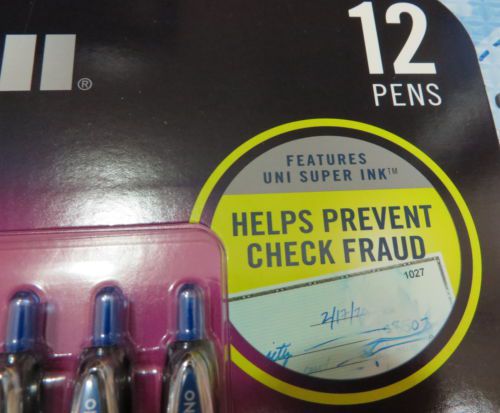 ®
12
PENS
FEATURES
UNI SUPER INK™
HELPS PREVENT
CHECK FRAUD
1027